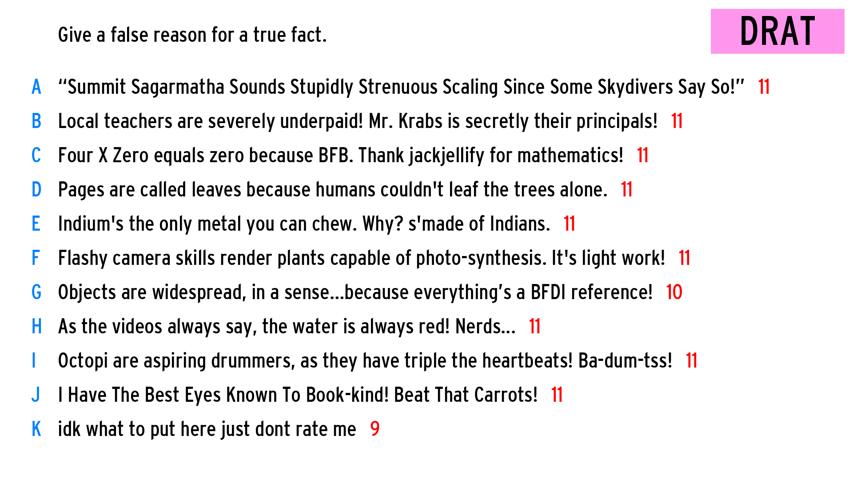 Give a false reason for a true fact.
DRAT
A “Summit Sagarmatha Sounds Stupidly Strenuous Scaling Since Some Skydivers Say So!” 11
B Local teachers are severely underpaid! Mr. Krabs is secretly their principals! 11
C Four X Zero equals zero because BFB. Thank jackjellify for mathematics! 11
D Pages are called leaves because humans couldn't leaf the trees alone. 11
E Indium's the only metal you can chew. Why? s'made of Indians. 11
F Flashy camera skills render plants capable of photo-synthesis. It's light work! 11
G Objects are widespread, in a sense...because everything's a BFDI reference! 10
H As the videos always say, the water is always red! Nerds... 11
I Octopi are aspiring drummers, as they have triple the heartbeats! Ba-dum-tss! 11
J I Have The Best Eyes Known To Book-kind! Beat That Carrots! 11
K idk what to put here just dont rate me 9